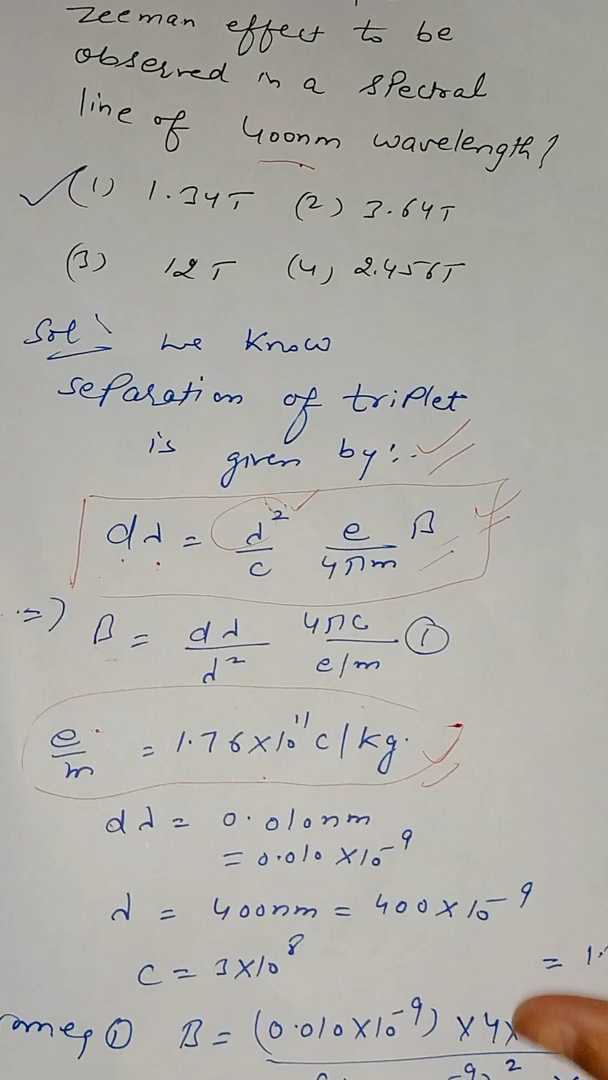 Zeeman effect to be
observed in a spectral
line of 400nm wavelength?
(1) 1.34T (2) 3.64T
(3) 12T (4) 2.456T
Sol: we know
separation of triplet
is given by:-
dλ = λ²/c e/4πm B
=) B = dλ/λ² 4πc/e/m ①
e/m = 1.76×10¹¹ c/kg.
dλ = 0.010nm
= 0.010 ×10⁻⁹
λ = 400nm = 400×10⁻⁹
C = 3×10⁸
= 1.
① B = (0.010×10⁻⁹) ×4×